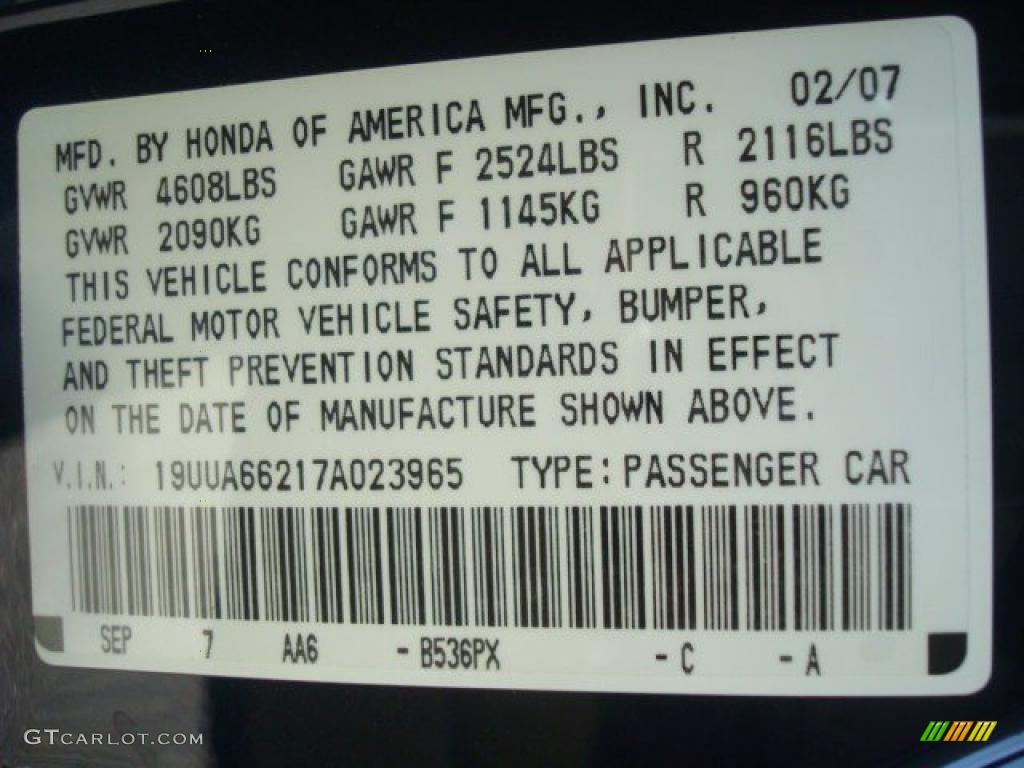 MFD. BY HONDA OF AMERICA MFG., INC. 02/07
GVWR 4608LBS GAWR F 2524LBS R 2116LBS
GVWR 2090KG GAWR F 1145KG R 960KG
THIS VEHICLE CONFORMS TO ALL APPLICABLE
FEDERAL MOTOR VEHICLE SAFETY, BUMPER,
AND THEFT PREVENTION STANDARDS IN EFFECT
ON THE DATE OF MANUFACTURE SHOWN ABOVE.
V.I.N.: 19UUA66217A023965 TYPE: PASSENGER CAR
SEP 7 AA6 - B536PX - C - A
GTCARLOT.COM